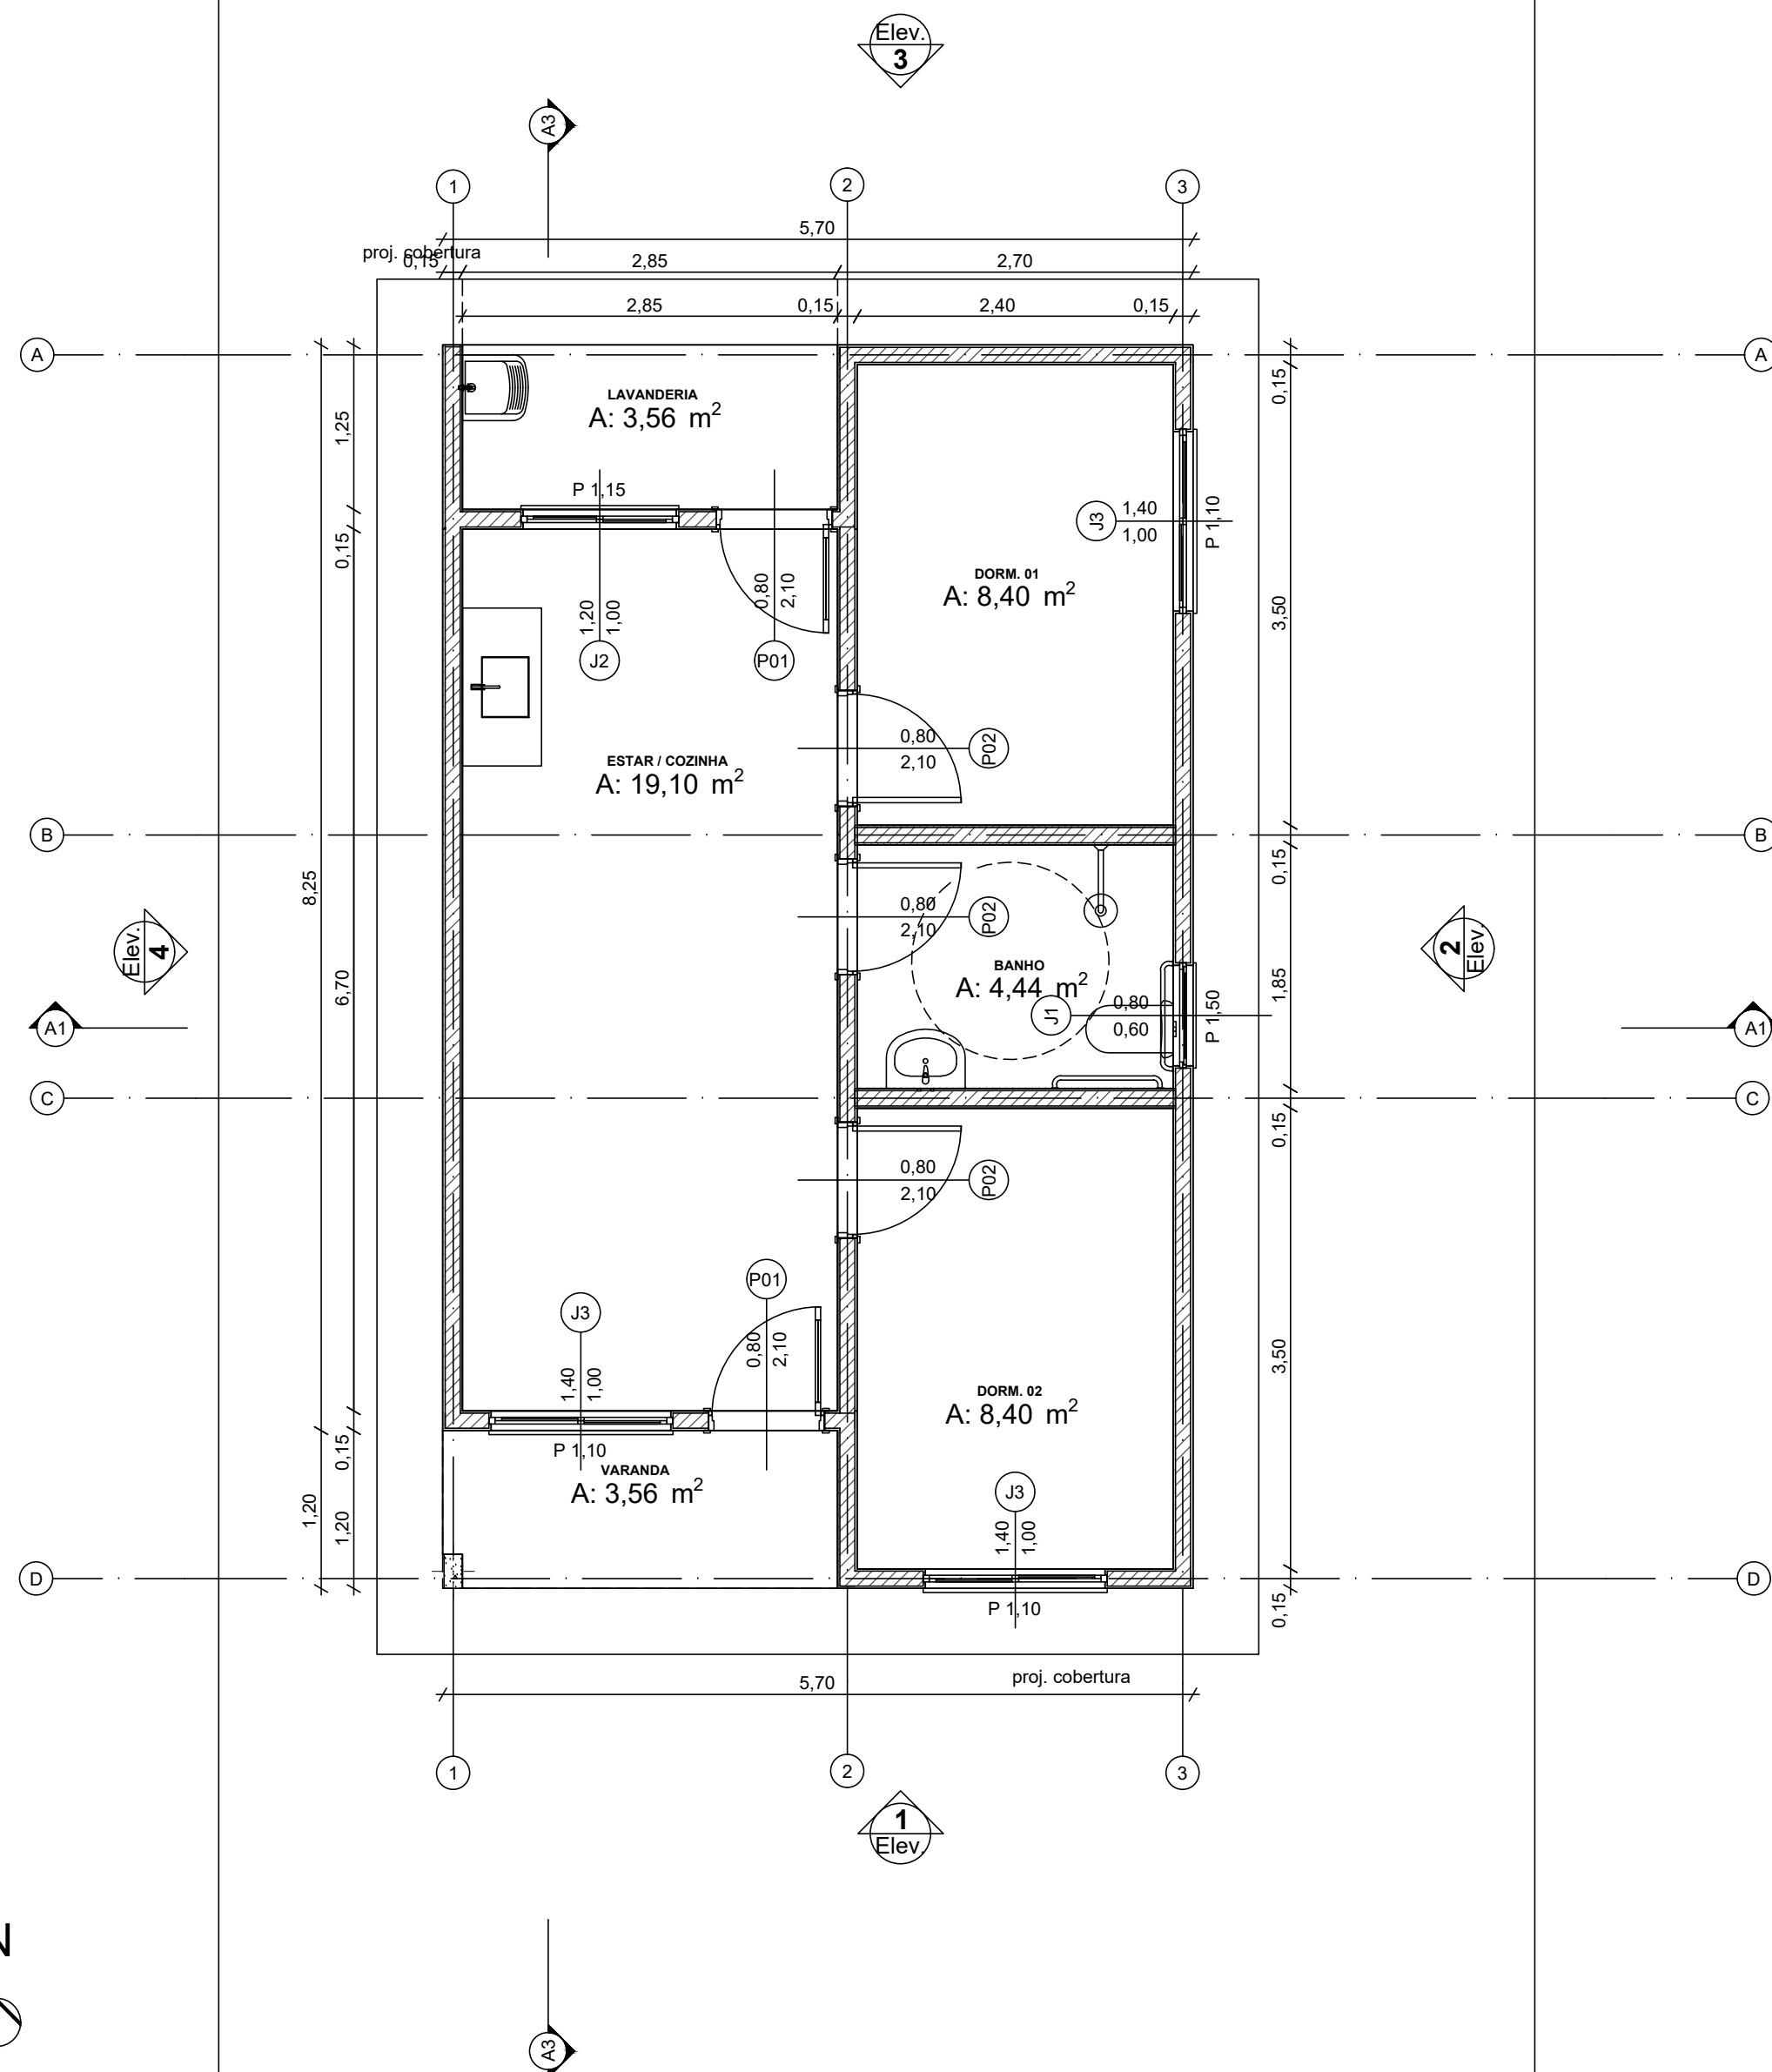 Elev.
3
A3
1
2
3
5,70
proj. cobertura
0,15
2,85
2,70
2,85
0,15
2,40
0,15
A
A
LAVANDERIA
A: 3,56 m²
1,25
0,15
P 1,15
0,15
J3
1,40
1,00
P 1,10
DORM. 01
A: 8,40 m²
3,50
1,20
1,00
0,80
2,10
J2
P01
0,80
2,10
P02
ESTAR / COZINHA
A: 19,10 m²
B
B
8,25
0,15
0,80
2,10
P02
Elev.
4
2
Elev.
6,70
BANHO
A: 4,44 m²
1,85
J1
0,80
0,60
P 1,50
A1
A1
C
C
0,15
0,80
2,10
P02
P01
0,80
2,10
J3
1,40
1,00
3,50
DORM. 02
A: 8,40 m²
P 1,10
0,15
VARANDA
A: 3,56 m²
1,20
1,20
J3
1,40
1,00
D
D
P 1,10
0,15
proj. cobertura
5,70
1
2
3
1
Elev.
N
A3